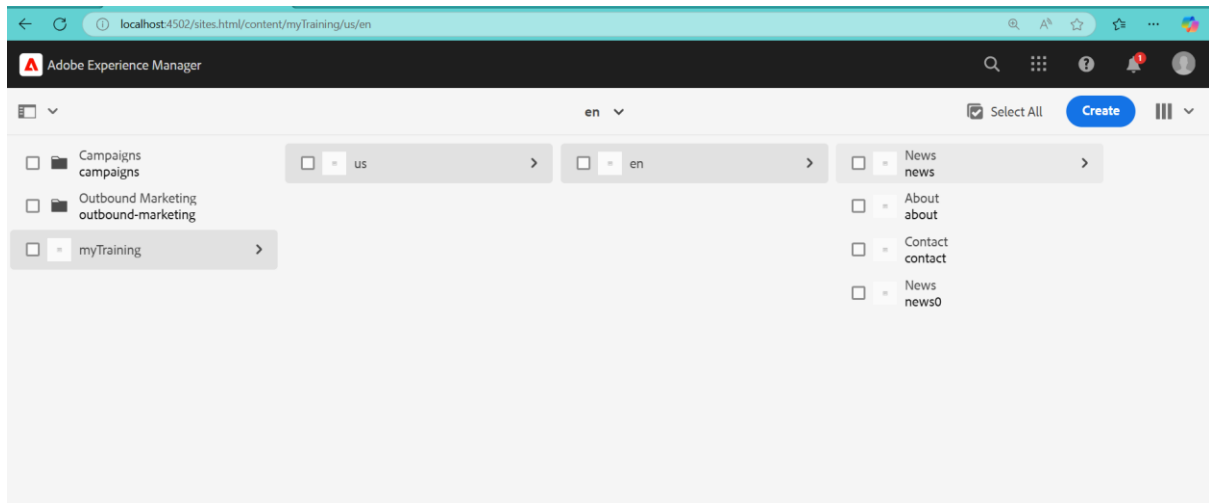 localhost:4502/sites.html/content/myTraining/us/en
Adobe Experience Manager
1
en
Select All
Create
Campaigns
campaigns
Outbound Marketing
outbound-marketing
myTraining
us
en
News
news
About
about
Contact
contact
News
news0